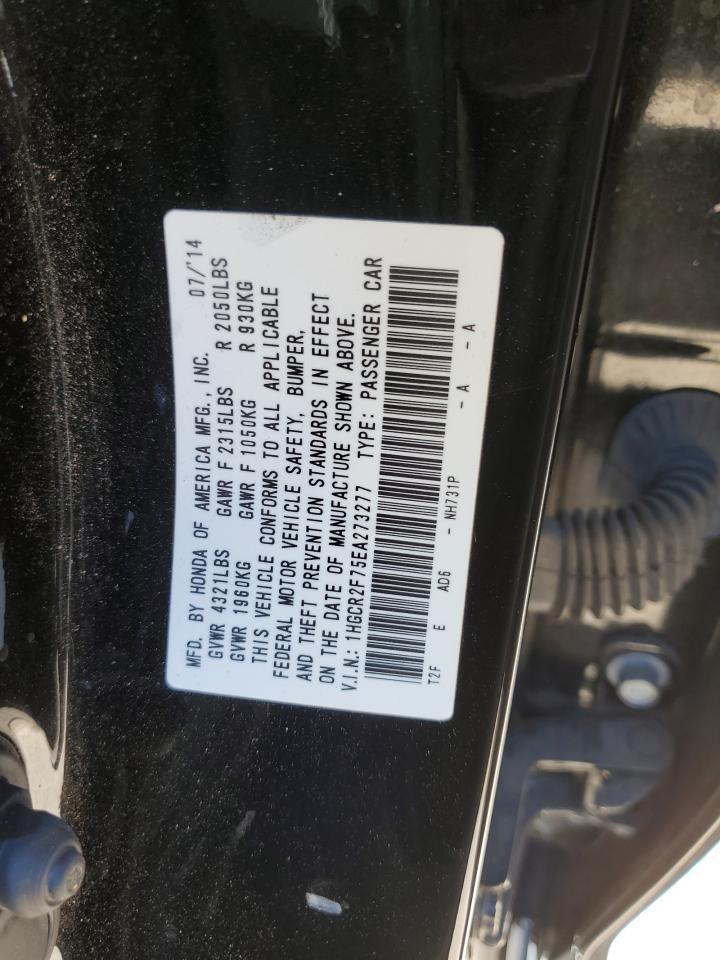 MFD. BY HONDA OF AMERICA MFG., INC. 07/'14
GVWR 4321LBS GAWR F 2315LBS R 2050LBS
GVWR 1960KG GAWR F 1050KG R 930KG
THIS VEHICLE CONFORMS TO ALL APPLICABLE
FEDERAL MOTOR VEHICLE SAFETY, BUMPER,
AND THEFT PREVENTION STANDARDS IN EFFECT
ON THE DATE OF MANUFACTURE SHOWN ABOVE.
V.I.N.: 1HGCR2F75EA273277 TYPE: PASSENGER CAR
T2F E AD6 - NH731P - A - A